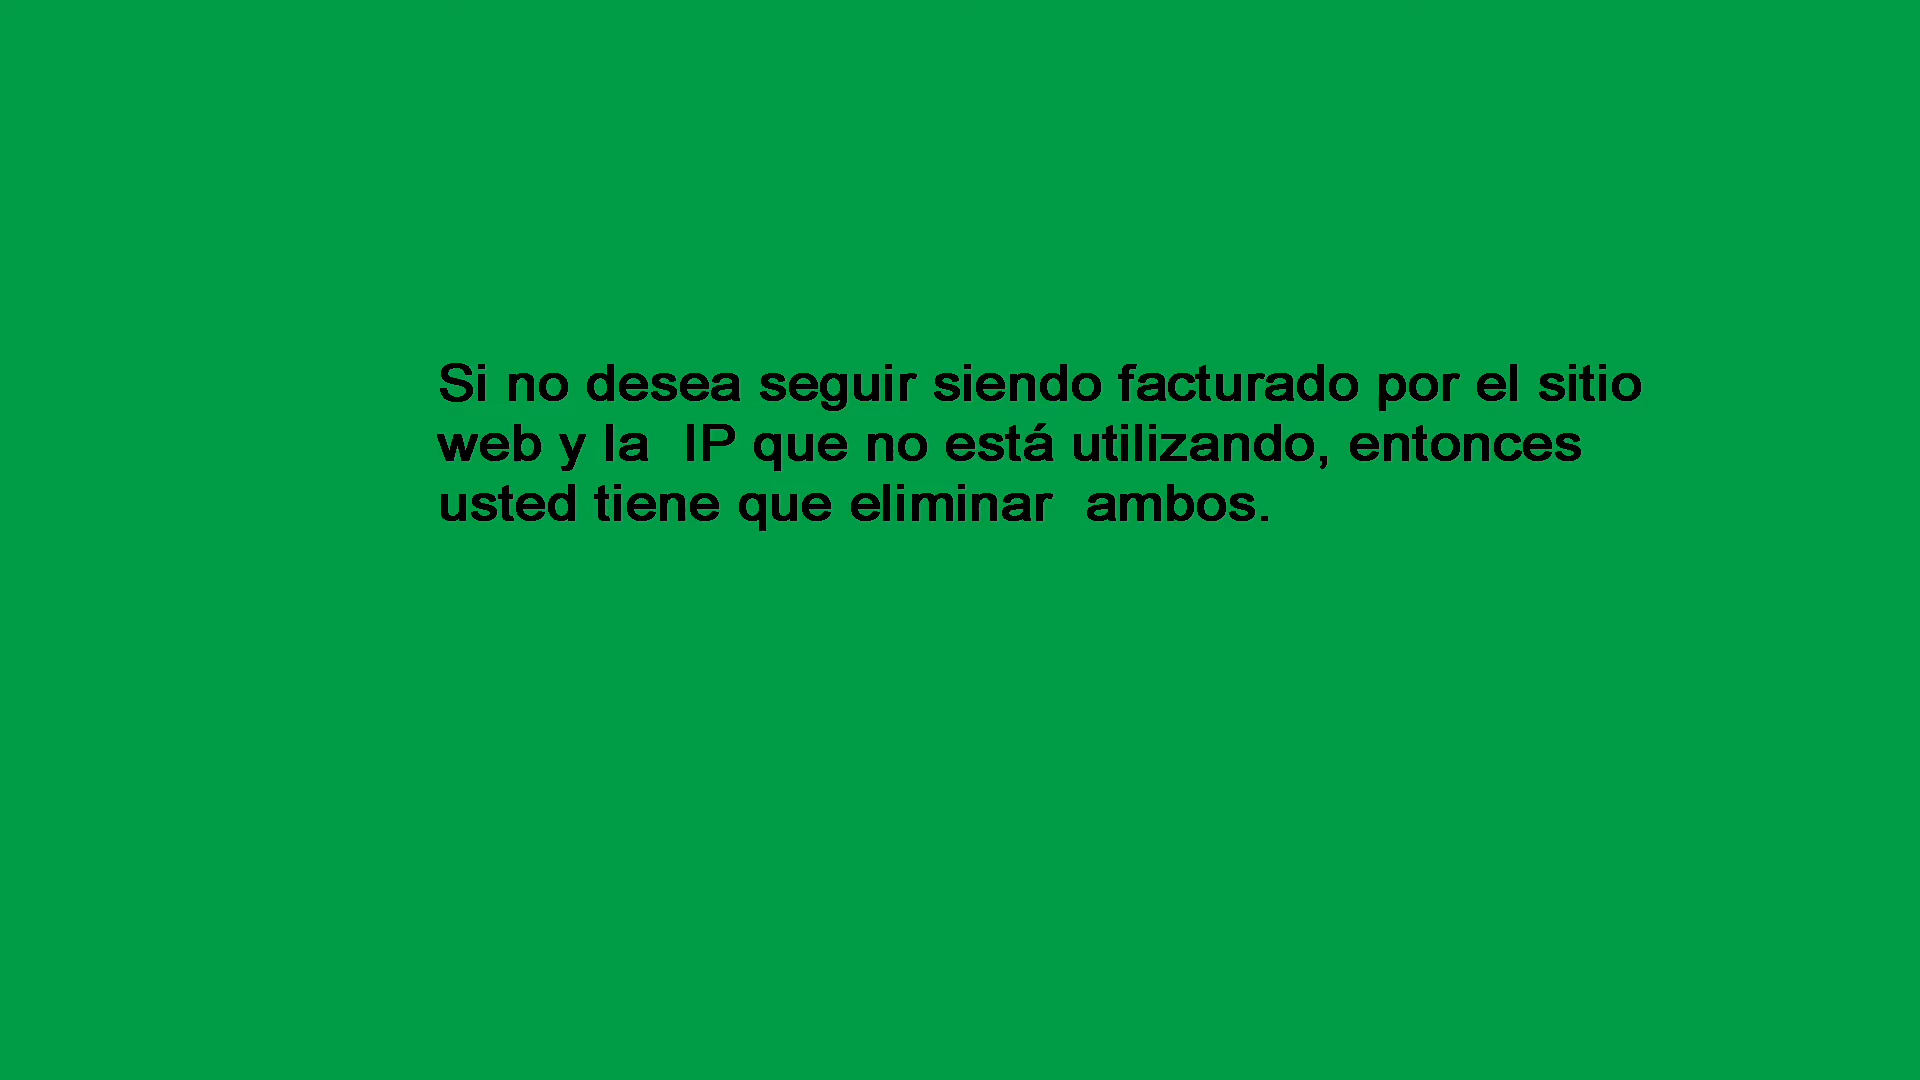 Si no desea seguir siendo facturado por el sitio
web y la  IP que no está utilizando, entonces
usted tiene que eliminar  ambos.